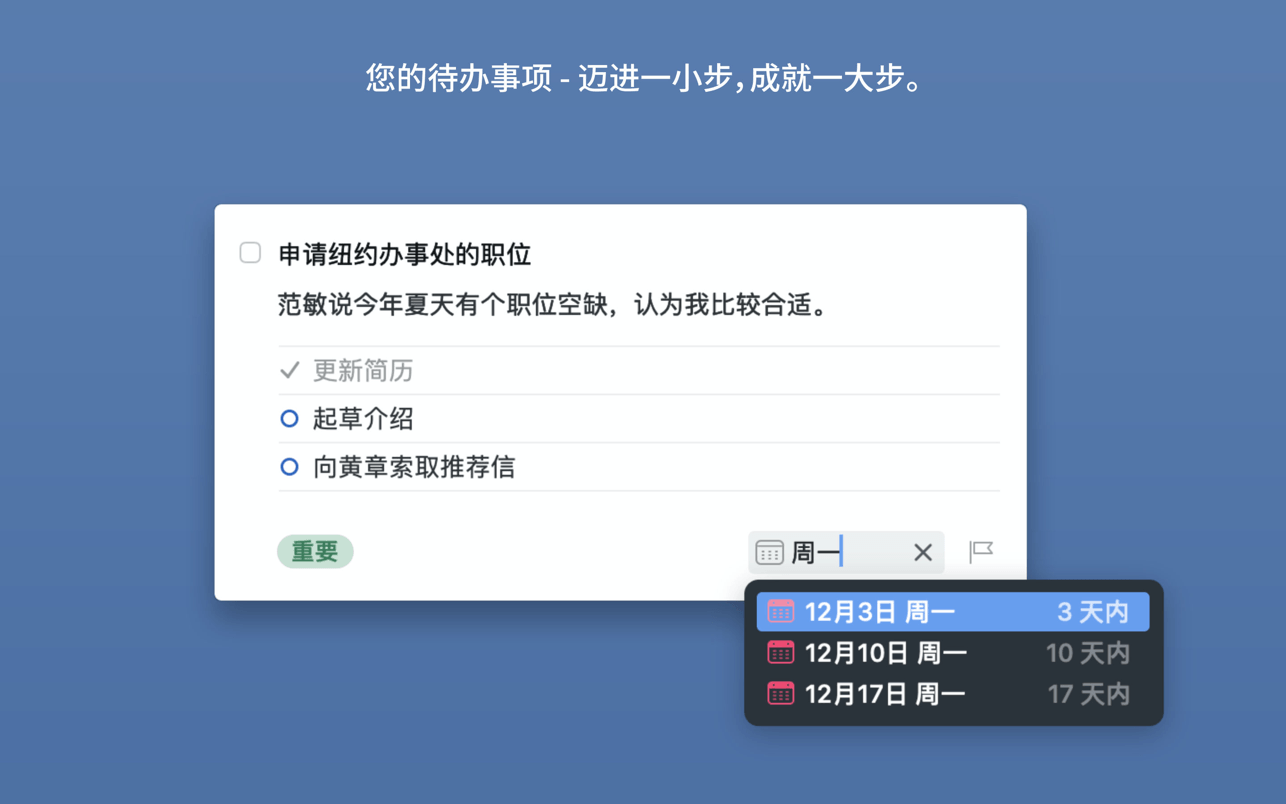 您的待办事项 - 迈进一小步，成就一大步。
申请纽约办事处的职位
范敏说今年夏天有个职位空缺，认为我比较合适。
更新简历
起草介绍
向黄章索取推荐信
重要
周一
12月3日 周一 3 天内
12月10日 周一 10 天内
12月17日 周一 17 天内